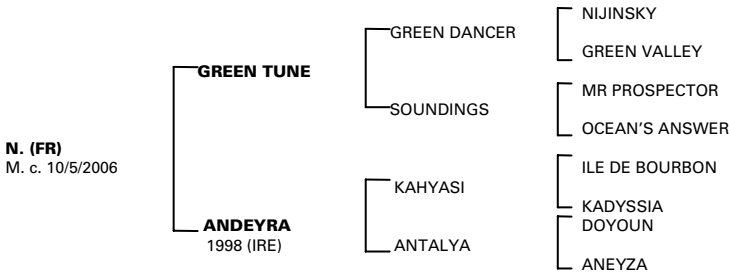 N. (FR)
M. c. 10/5/2006
GREEN TUNE
ANDEYRA
1998 (IRE)
GREEN DANCER
SOUNDINGS
KAHYASI
ANTALYA
NIJINSKY
GREEN VALLEY
MR PROSPECTOR
OCEAN'S ANSWER
ILE DE BOURBON
KADYSSIA
DOYOUN
ANEYZA